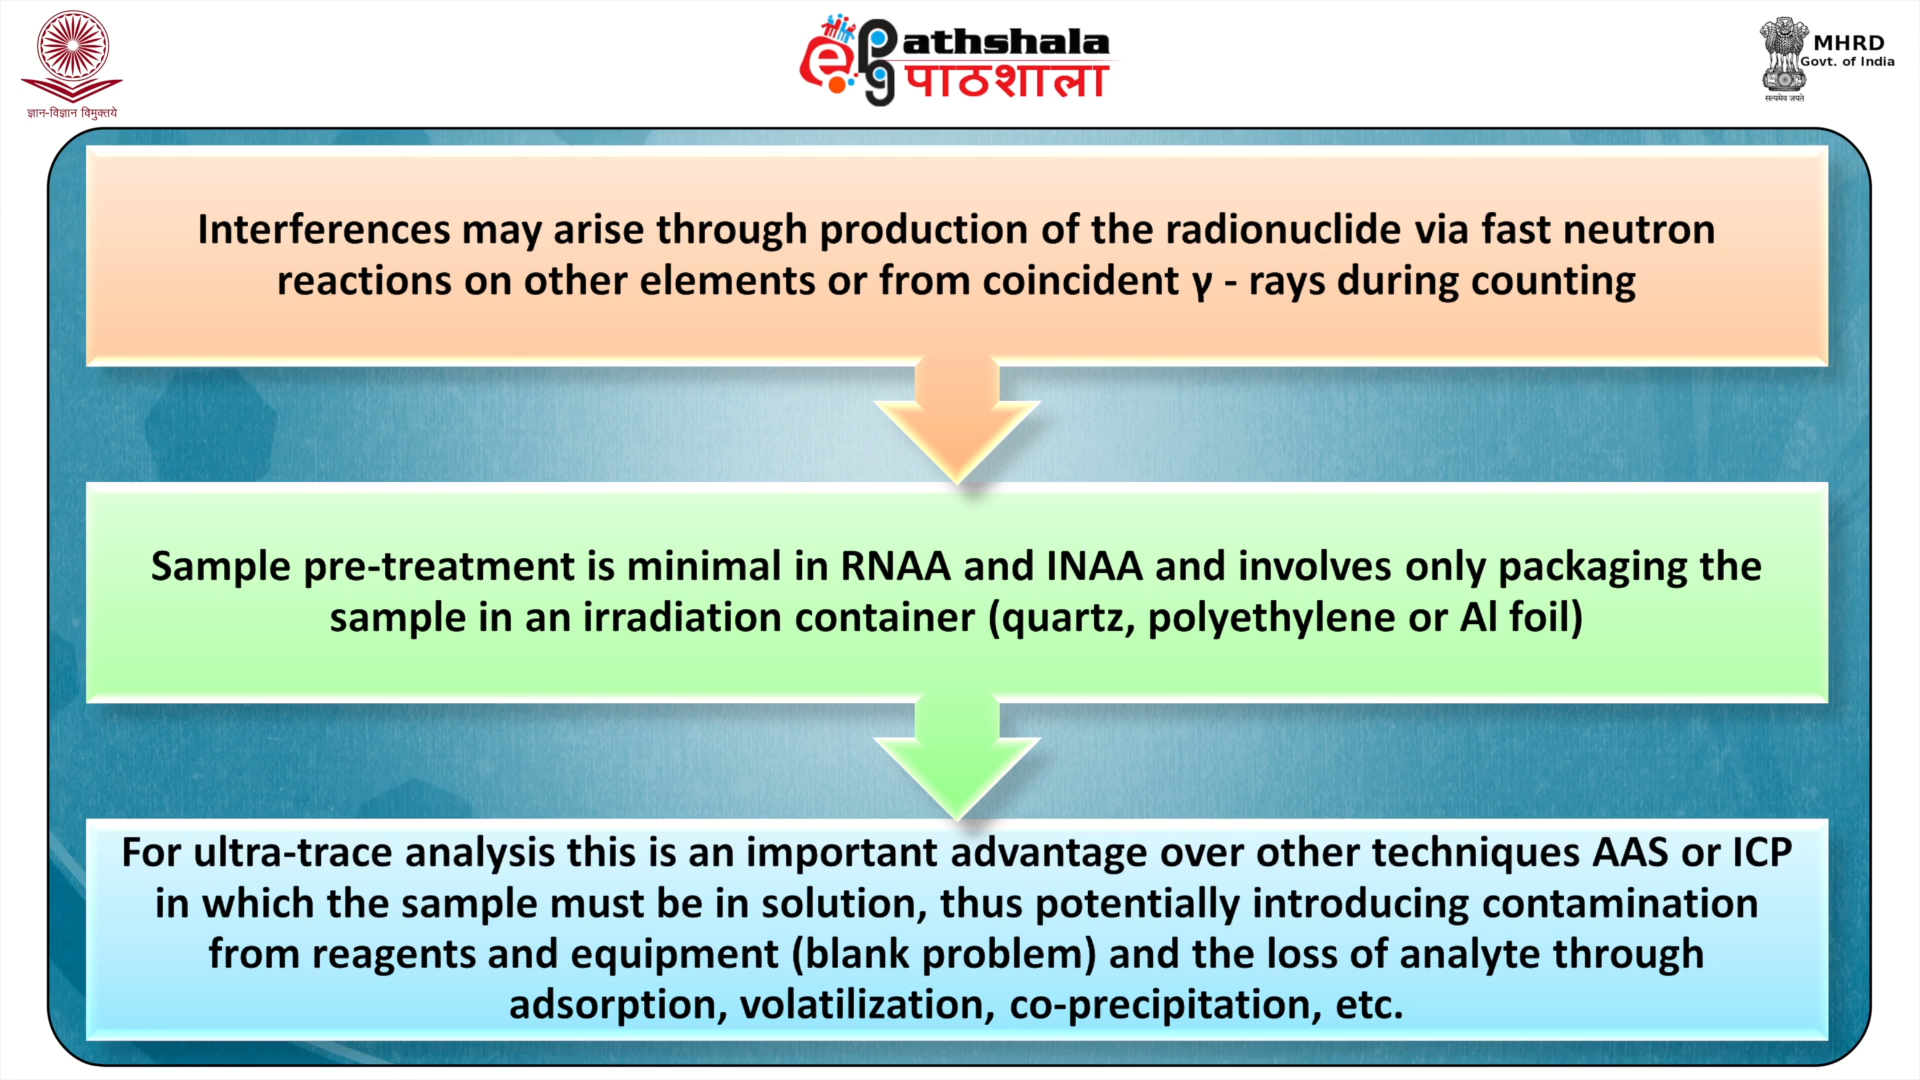 ज्ञान-विज्ञान विमुक्तये
e pg athshala
पाठशाला
MHRD
Govt. of India
सत्यमेव जयते
Interferences may arise through production of the radionuclide via fast neutron
reactions on other elements or from coincident γ - rays during counting
Sample pre-treatment is minimal in RNAA and INAA and involves only packaging the
sample in an irradiation container (quartz, polyethylene or Al foil)
For ultra-trace analysis this is an important advantage over other techniques AAS or ICP
in which the sample must be in solution, thus potentially introducing contamination
from reagents and equipment (blank problem) and the loss of analyte through
adsorption, volatilization, co-precipitation, etc.